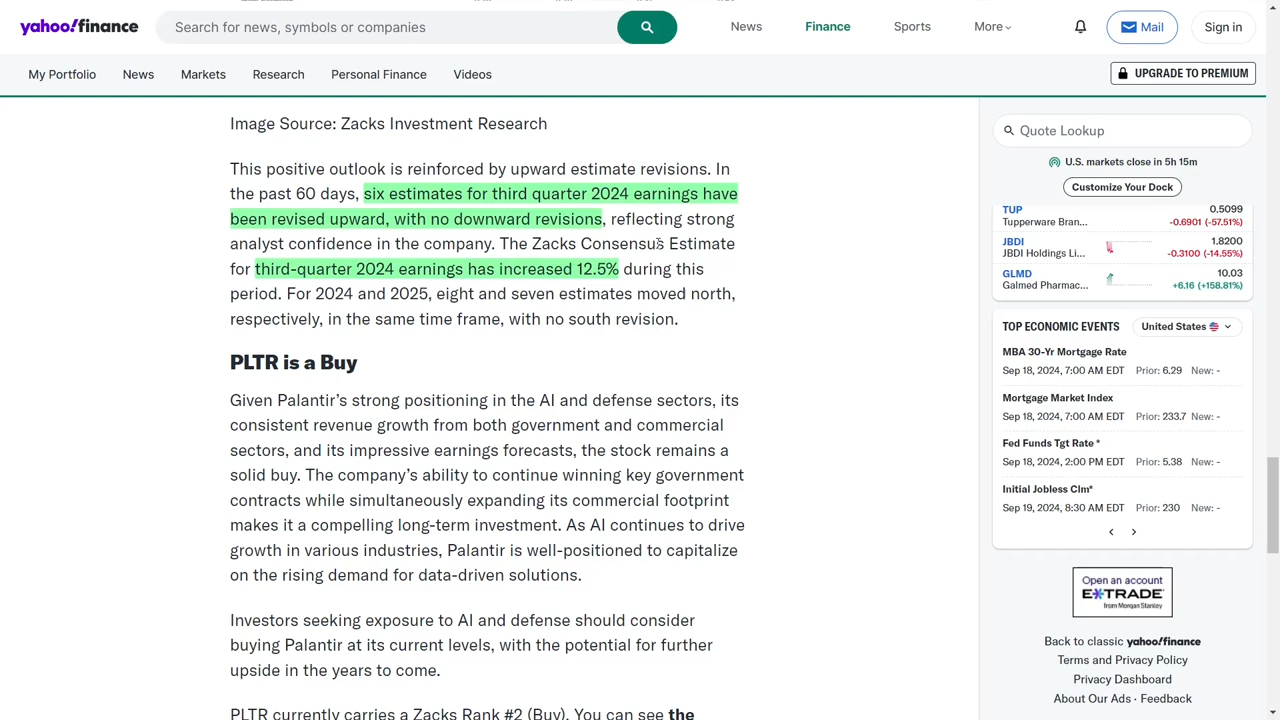 yahoo!finance
Search for news, symbols or companies
News
Finance
Sports
More
Mail
Sign in
My Portfolio
News
Markets
Research
Personal Finance
Videos
UPGRADE TO PREMIUM
Image Source: Zacks Investment Research
This positive outlook is reinforced by upward estimate revisions. In
the past 60 days, six estimates for third quarter 2024 earnings have
been revised upward, with no downward revisions, reflecting strong
analyst confidence in the company. The Zacks Consensus Estimate
for third-quarter 2024 earnings has increased 12.5% during this
period. For 2024 and 2025, eight and seven estimates moved north,
respectively, in the same time frame, with no south revision.
PLTR is a Buy
Given Palantir’s strong positioning in the AI and defense sectors, its
consistent revenue growth from both government and commercial
sectors, and its impressive earnings forecasts, the stock remains a
solid buy. The company’s ability to continue winning key government
contracts while simultaneously expanding its commercial footprint
makes it a compelling long-term investment. As AI continues to drive
growth in various industries, Palantir is well-positioned to capitalize
on the rising demand for data-driven solutions.
Investors seeking exposure to AI and defense should consider
buying Palantir at its current levels, with the potential for further
upside in the years to come.
PLTR currently carries a Zacks Rank #2 (Buy). You can see the
Quote Lookup
U.S. markets close in 5h 15m
Customize Your Dock
TUP 0.5099
Tupperware Bran... -0.6901 (-57.51%)
JBDI 1.8200
JBDI Holdings Li... -0.3100 (-14.55%)
GLMD 10.03
Galmed Pharmac... +6.16 (+158.81%)
TOP ECONOMIC EVENTS United States
MBA 30-Yr Mortgage Rate
Sep 18, 2024, 7:00 AM EDT Prior: 6.29 New: -
Mortgage Market Index
Sep 18, 2024, 7:00 AM EDT Prior: 233.7 New: -
Fed Funds Tgt Rate *
Sep 18, 2024, 2:00 PM EDT Prior: 5.38 New: -
Initial Jobless Clm*
Sep 19, 2024, 8:30 AM EDT Prior: 230 New: -
Open an account
E*TRADE
from Morgan Stanley
Back to classic yahoo!finance
Terms and Privacy Policy
Privacy Dashboard
About Our Ads · Feedback